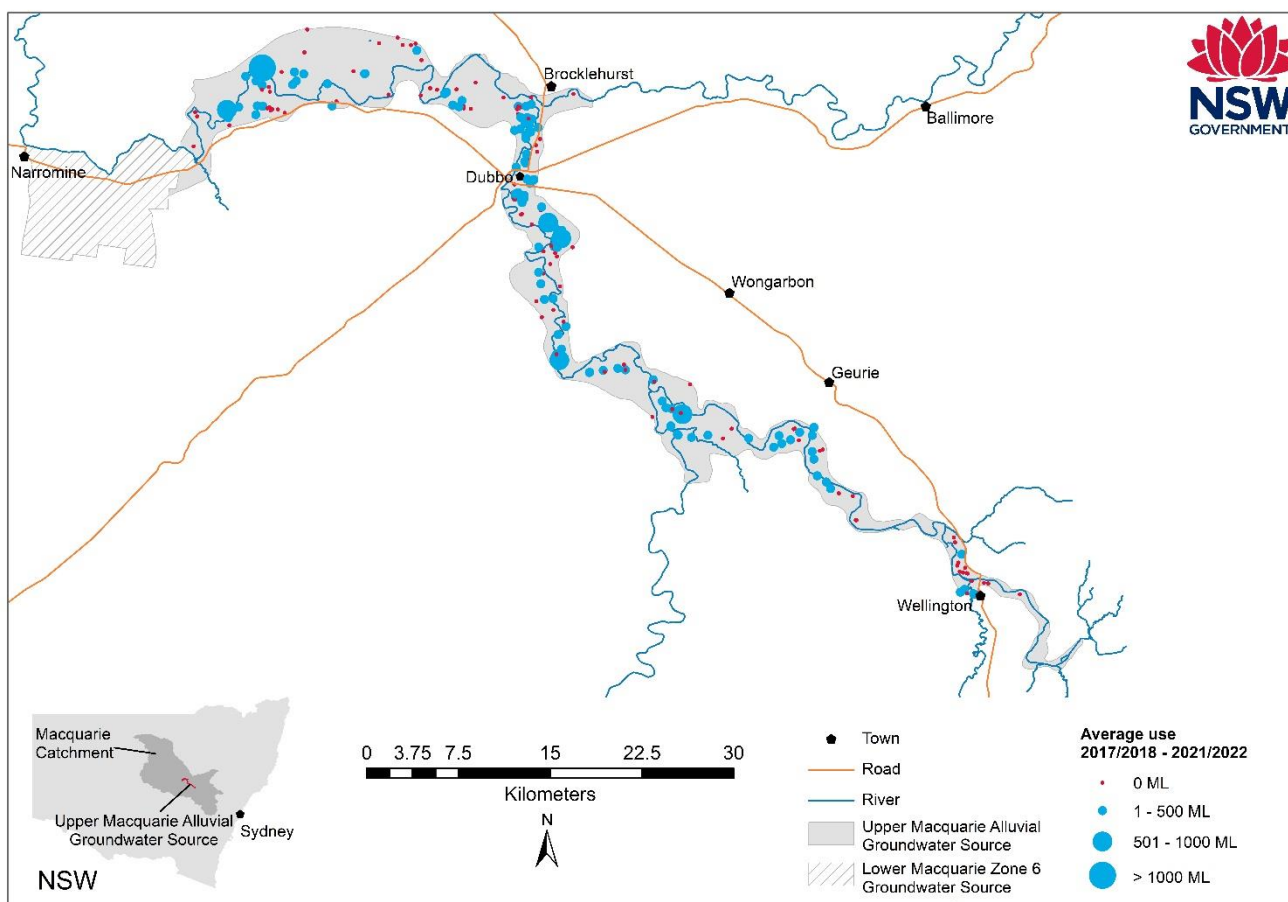 NSW
GOVERNMENT
Brocklehurst
Ballimore
Narromine
Dubbo
Wongarbon
Geurie
Wellington
Macquarie
Catchment
Upper Macquarie Alluvial
Groundwater Source
Sydney
NSW
0 3.75 7.5 15 22.5 30
Kilometers
N
Town
Road
River
Upper Macquarie Alluvial
Groundwater Source
Lower Macquarie Zone 6
Groundwater Source
Average use
2017/2018 - 2021/2022
0 ML
1 - 500 ML
501 - 1000 ML
> 1000 ML